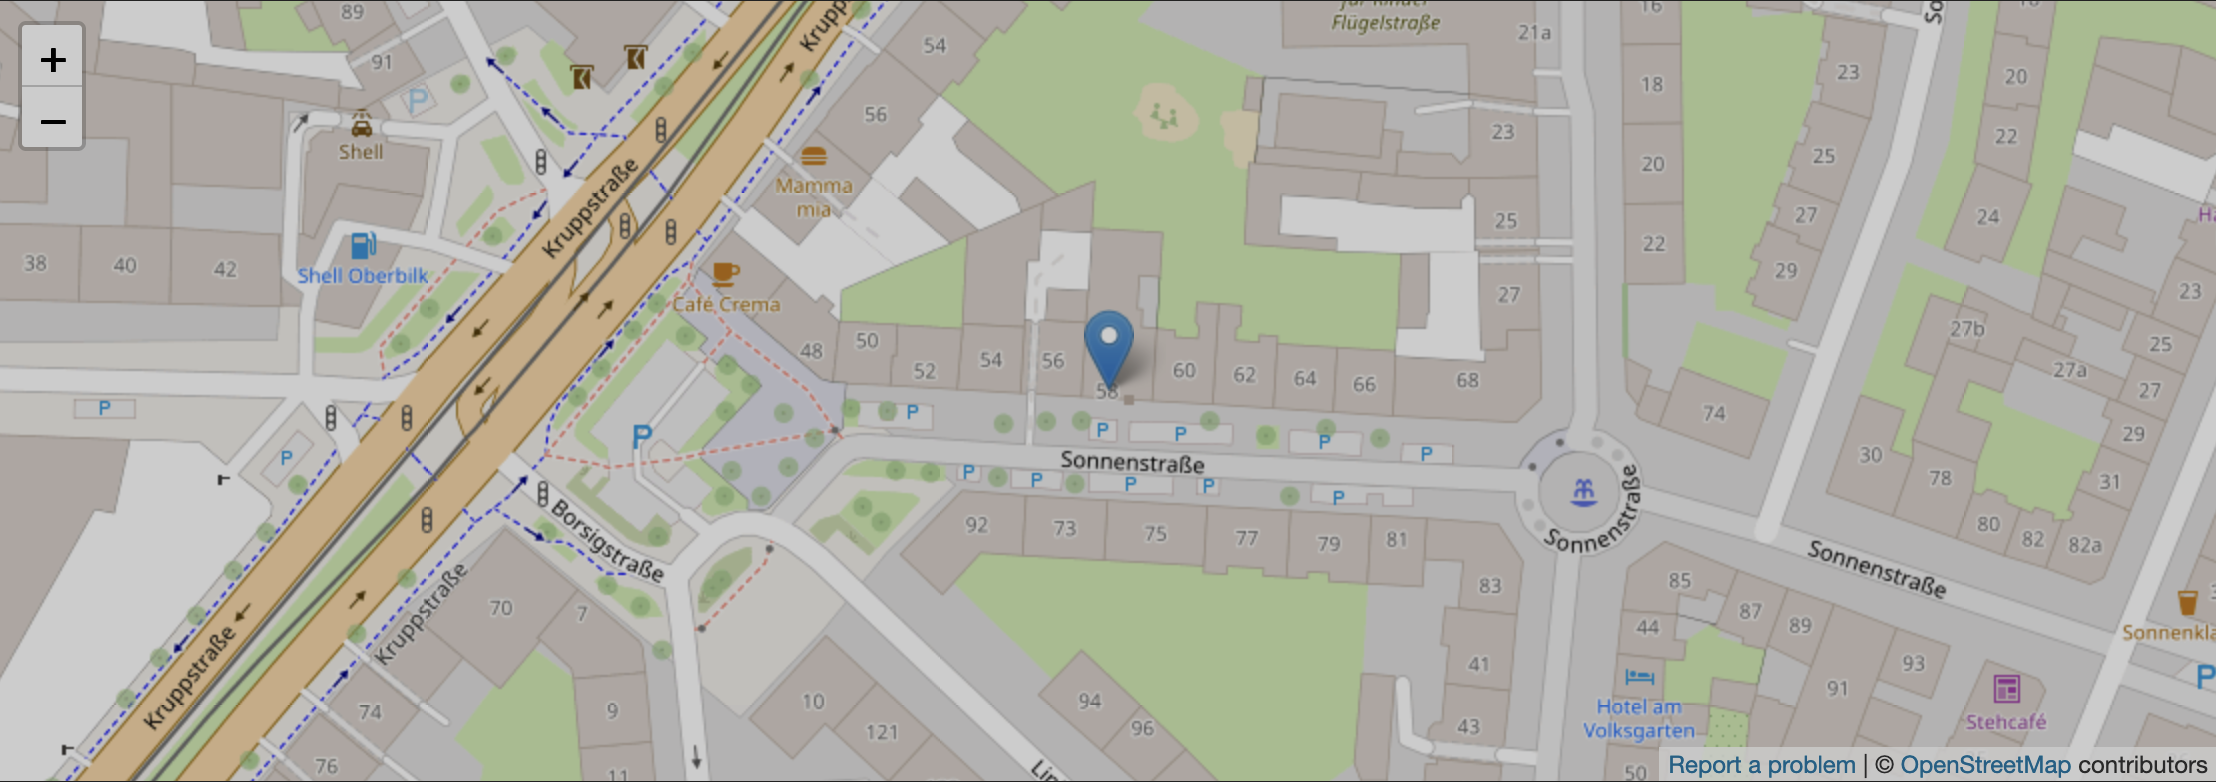 +
−
89
91
Shell
Shell Oberbilk
38
40
42
P
P
P
Kruppstraße
Kruppstraße
Kruppstraße
Krupp
54
56
Mamma
mia
Café Crema
P
Borsigstraße
Flügelstraße
21a
23
25
27
16
18
20
22
23
25
27
29
20
22
24
23
25
27
29
31
27b
27a
48
50
52
54
56
58
60
62
64
66
68
74
30
78
80
82
82a
P
P
P
P
P
P
P
P
P
P
Sonnenstraße
Sonnenstraße
Sonnenstraße
Sonnenstraße
92
73
75
77
79
81
83
41
43
85
87
89
91
93
44
50
Hotel am
Volksgarten
Stehcafé
P
70
74
76
7
9
11
10
121
94
96
Report a problem | © OpenStreetMap contributors